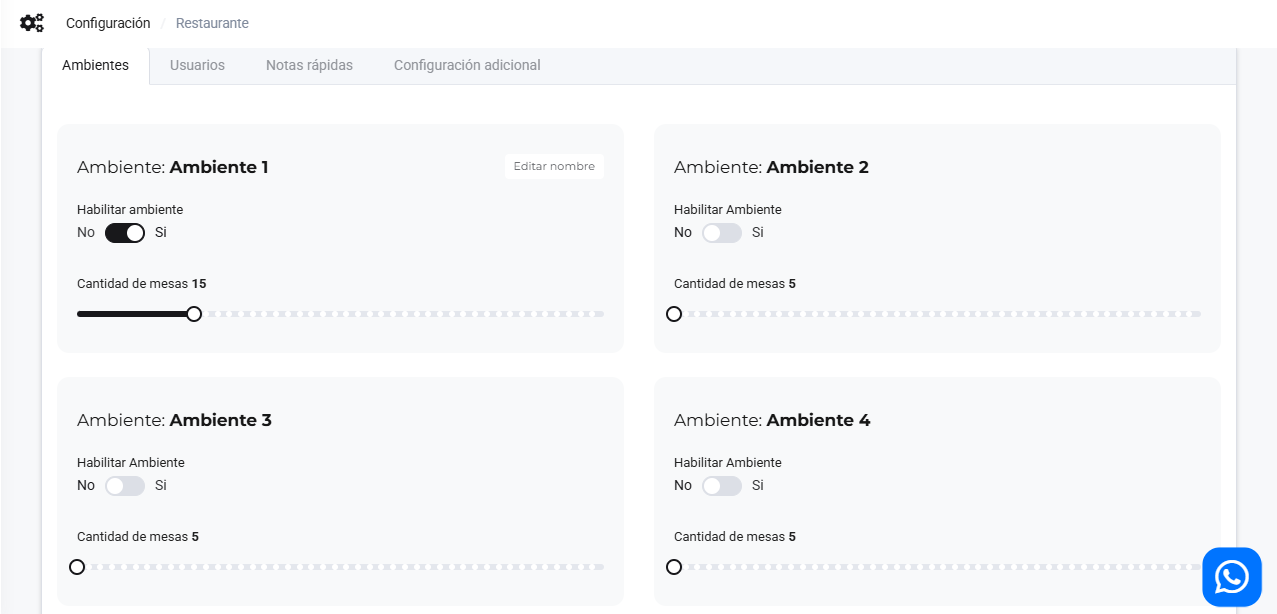 Configuración / Restaurante
Ambientes Usuarios Notas rápidas Configuración adicional
Ambiente: Ambiente 1 Editar nombre
Habilitar ambiente
No Si
Cantidad de mesas 15
Ambiente: Ambiente 2
Habilitar Ambiente
No Si
Cantidad de mesas 5
Ambiente: Ambiente 3
Habilitar Ambiente
No Si
Cantidad de mesas 5
Ambiente: Ambiente 4
Habilitar Ambiente
No Si
Cantidad de mesas 5